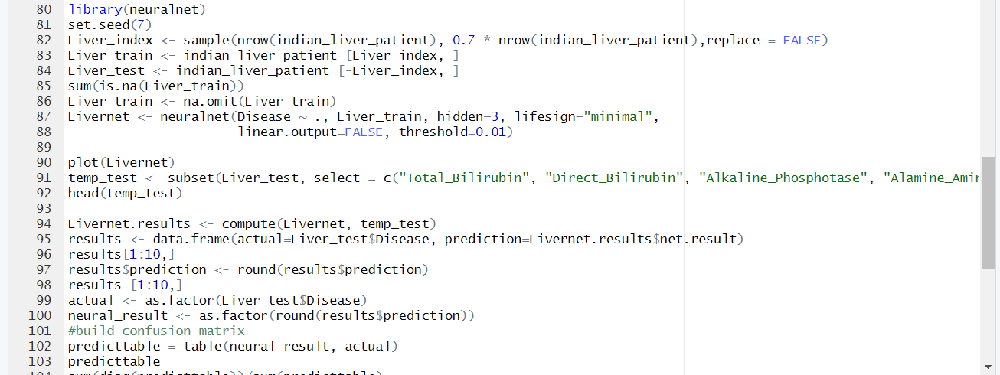 80 library(neuralnet)
81 set.seed(7)
82 Liver_index <- sample(nrow(indian_liver_patient), 0.7 * nrow(indian_liver_patient),replace = FALSE)
83 Liver_train <- indian_liver_patient [Liver_index, ]
84 Liver_test <- indian_liver_patient [-Liver_index, ]
85 sum(is.na(Liver_train))
86 Liver_train <- na.omit(Liver_train)
87 Livernet <- neuralnet(Disease ~ ., Liver_train, hidden=3, lifesign="minimal",
88                       linear.output=FALSE, threshold=0.01)
89
90 plot(Livernet)
91 temp_test <- subset(Liver_test, select = c("Total_Bilirubin", "Direct_Bilirubin", "Alkaline_Phosphotase", "Alamine_Amin
92 head(temp_test)
93
94 Livernet.results <- compute(Livernet, temp_test)
95 results <- data.frame(actual=Liver_test$Disease, prediction=Livernet.results$net.result)
96 results[1:10,]
97 results$prediction <- round(results$prediction)
98 results [1:10,]
99 actual <- as.factor(Liver_test$Disease)
100 neural_result <- as.factor(round(results$prediction))
101 #build confusion matrix
102 predicttable = table(neural_result, actual)
103 predicttable